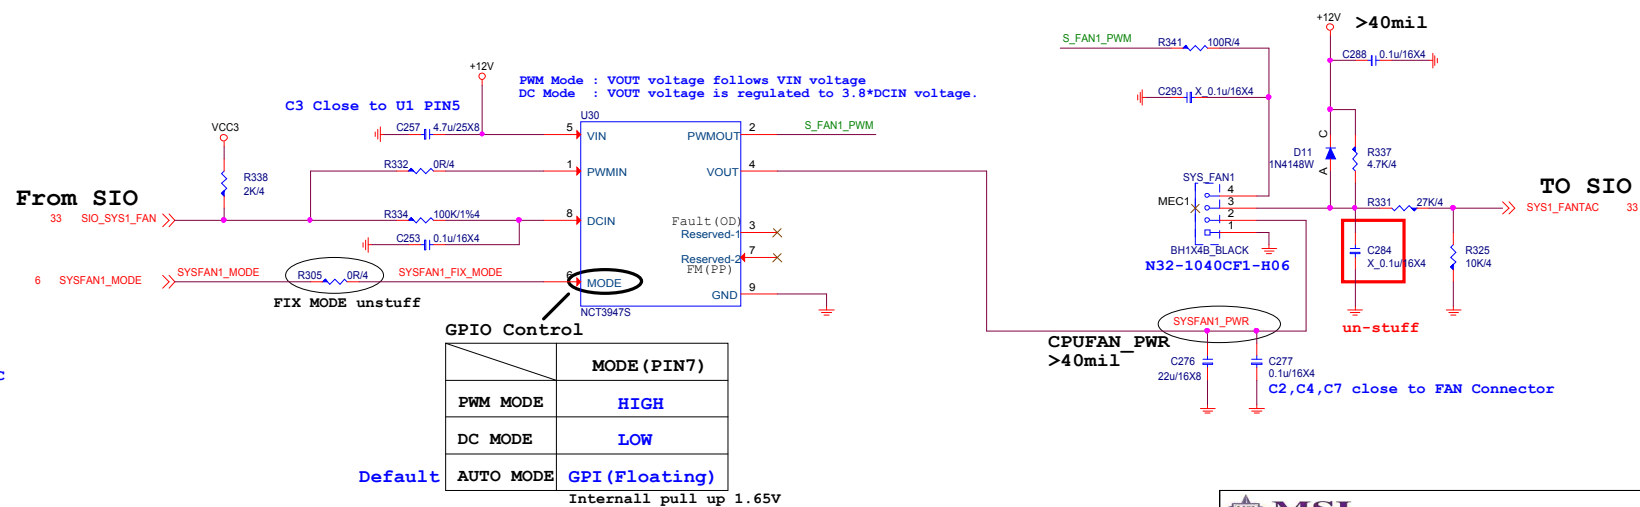 +12V
>40mil
S_FAN1_PWM
R341
100R/4
C288
0.1u/16X4
+12V
PWM Mode : VOUT voltage follows VIN voltage
DC Mode : VOUT voltage is regulated to 3.8*DCIN voltage.
C293
X_0.1u/16X4
C3 Close to U1 PIN5
U30
VCC3
C257
4.7u/25X8
5
VIN
PWMOUT
2
S_FAN1_PWM
C
D11
1N4148W
A
R337
4.7K/4
R338
2K/4
R332
0R/4
1
PWMIN
VOUT
4
SYS_FAN1
From SIO
33
SIO_SYS1_FAN
R334
100K/1%4
8
DCIN
MEC1
4
3
2
1
R331
27K/4
TO SIO
SYS1_FANTAC
33
Fault(OD)
3
Reserved-1
C253
0.1u/16X4
Reserved-2
7
FM(PP)
BH1X4B_BLACK
N32-1040CF1-H06
C284
X_0.1u/16X4
R325
10K/4
6
SYSFAN1_MODE
SYSFAN1_MODE
R305
0R/4
SYSFAN1_FIX_MODE
6
MODE
GND
9
FIX MODE unstuff
NCT3947S
GPIO Control
SYSFAN1_PWR
un-stuff
CPUFAN_PWR
>40mil
C276
22u/16X8
C277
0.1u/16X4
C2,C4,C7 close to FAN Connector
MODE(PIN7)
PWM MODE
HIGH
DC MODE
LOW
Default
AUTO MODE
GPI(Floating)
Internall pull up 1.65V
MSI